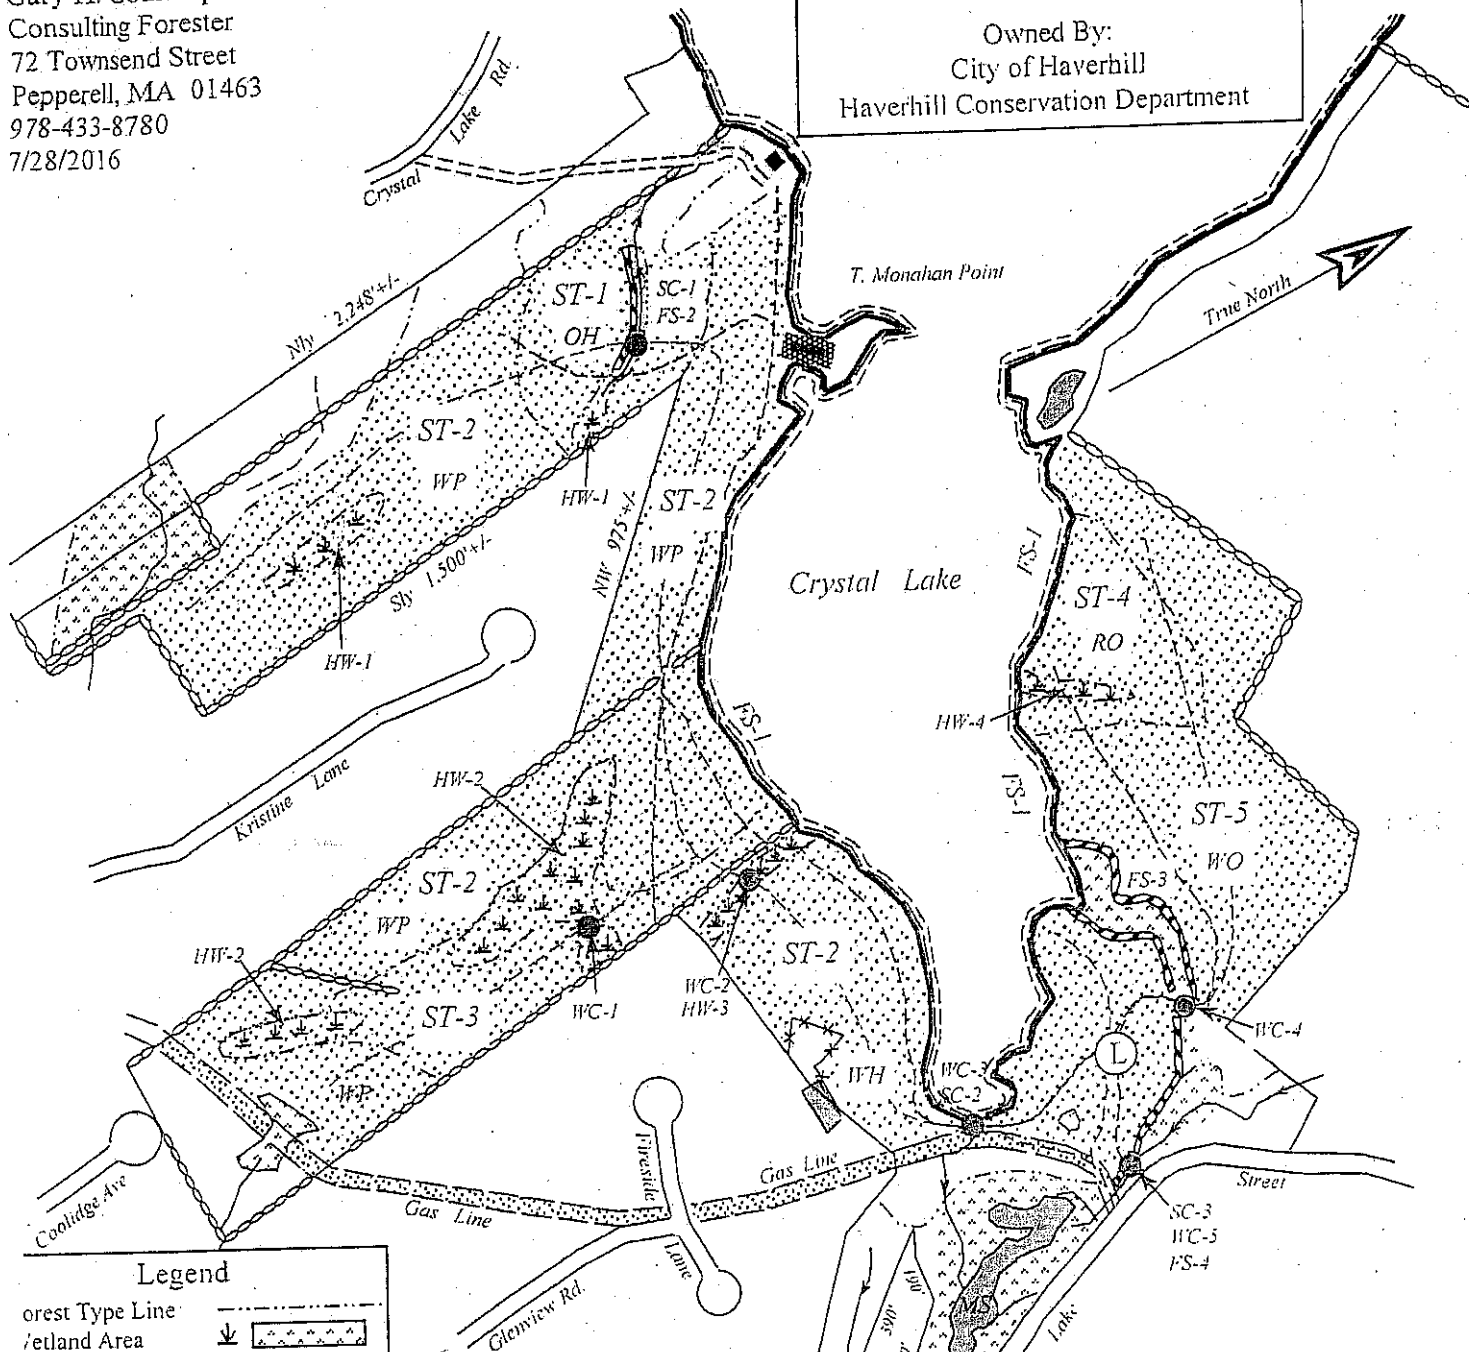 Consulting Forester
72 Townsend Street
Pepperell, MA 01463
978-433-8780
7/28/2016
Owned By:
City of Haverhill
Haverhill Conservation Department
Crystal Lake Rd.
T. Monahan Point
True North
Nly 2,248'+/-
ST-1
OH
SC-1
FS-2
ST-2
WP
HW-1
ST-2
WP
NW 975'+/-
Sly 1,500'+/-
HW-1
Crystal Lake
FS-1
ST-4
RO
HW-4
FS-1
FS-1
Kristine Lane
HW-2
ST-2
WP
ST-5
WO
FS-3
HW-2
ST-3
WP
WC-1
WC-2
HW-3
ST-2
WH
WC-3
SC-2
L
WC-4
Coolidge Ave
Gas Line
Gas Line
Fireside Lane
Glenview Rd.
Lake Street
SC-3
WC-5
FS-4
MS
190'
590'
Legend
orest Type Line
etland Area